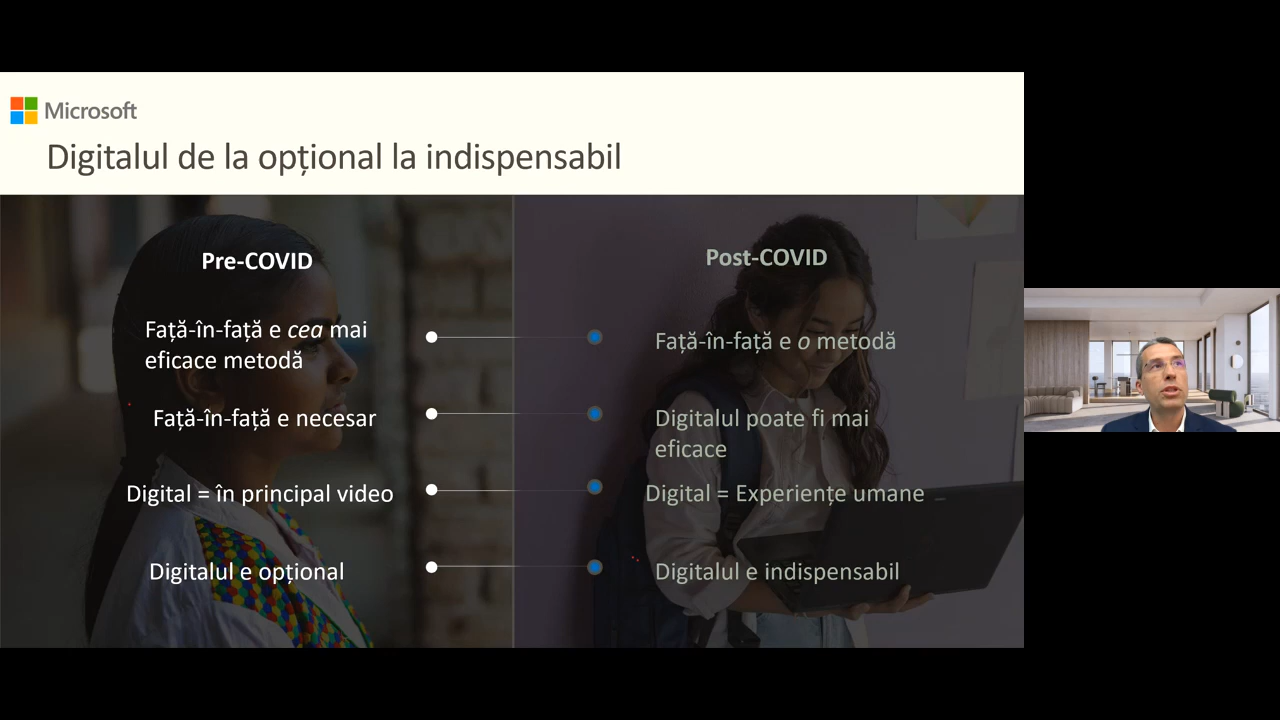 Microsoft
Digitalul de la opțional la indispensabil
Pre-COVID
Față-în-față e cea mai
eficace metodă
Față-în-față e necesar
Digital = în principal video
Digitalul e opțional
Post-COVID
Față-în-față e o metodă
Digitalul poate fi mai
eficace
Digital = Experiențe umane
Digitalul e indispensabil